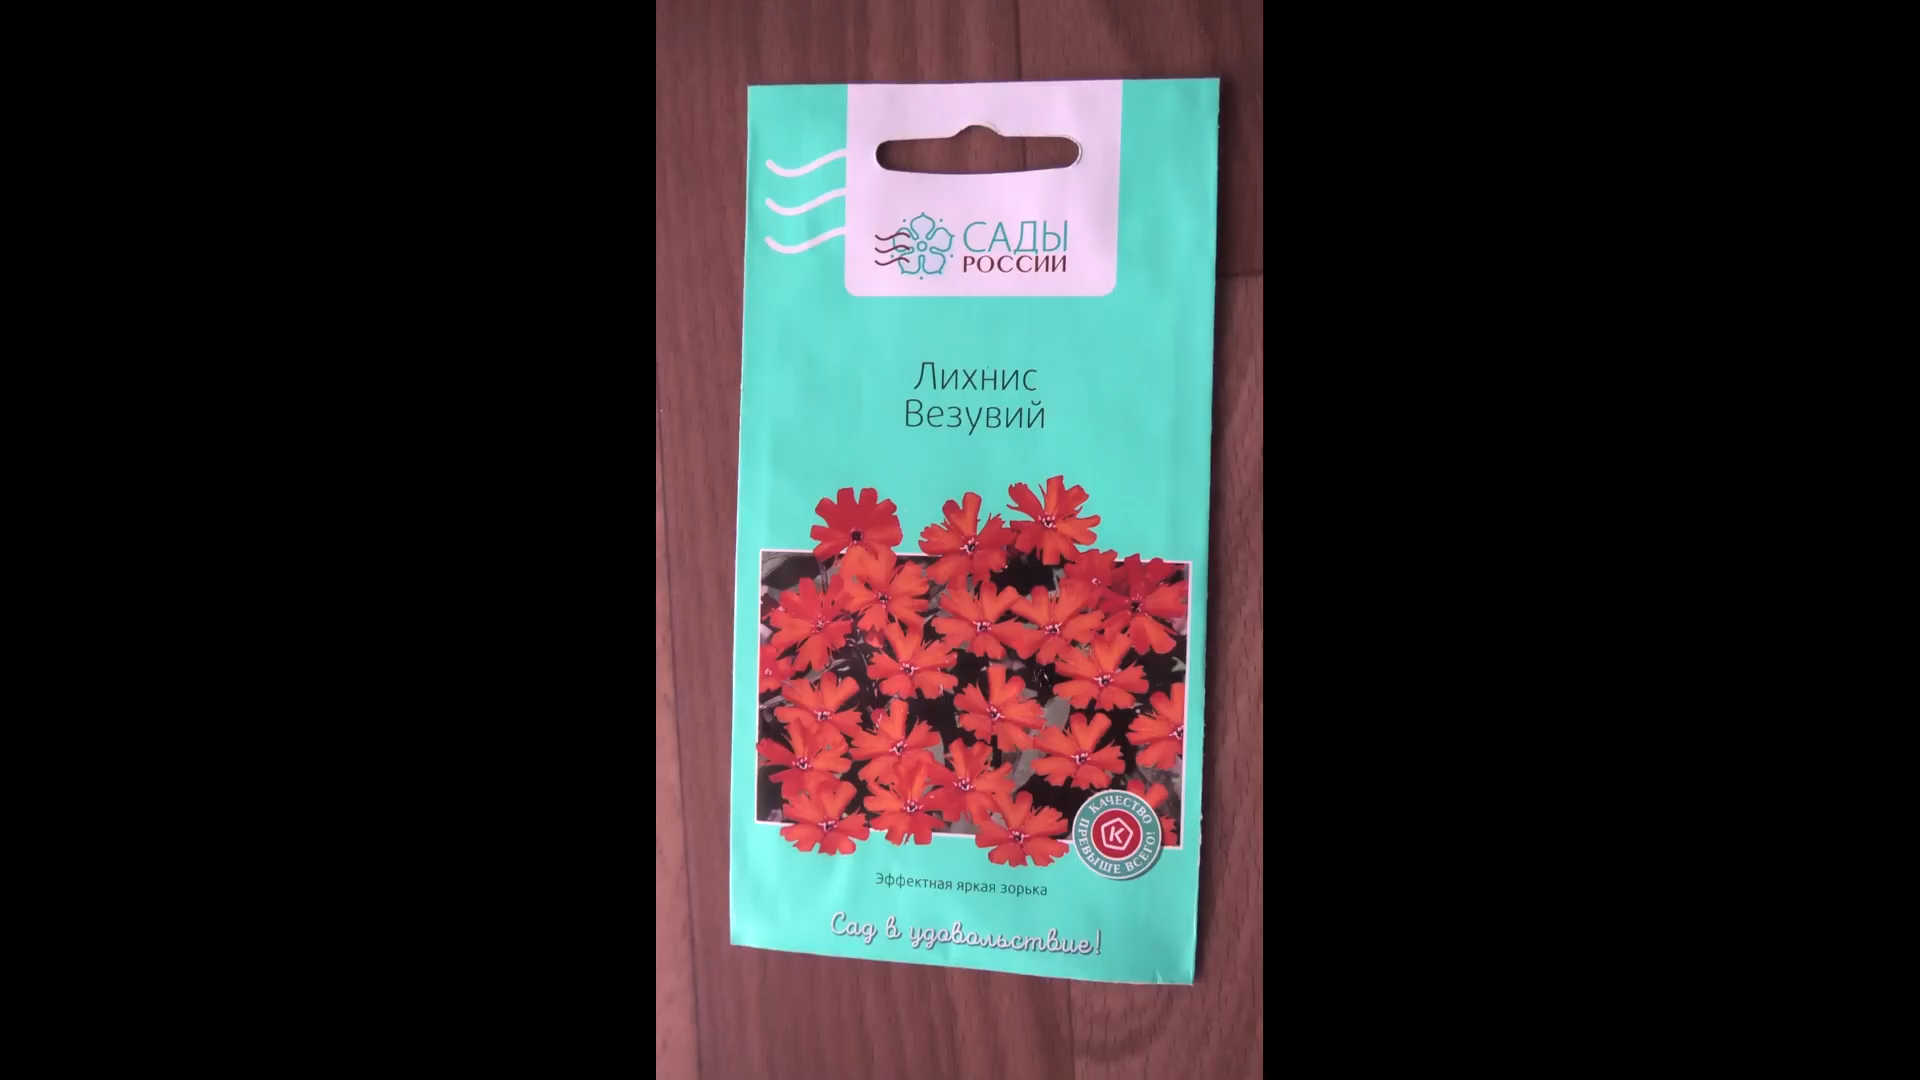 САДЫ
РОССИИ
Лихнис
Везувий
КАЧЕСТВО
ПРЕВЫШЕ ВСЕГО!
К
Эффектная яркая зорька
Сад в удовольствие!